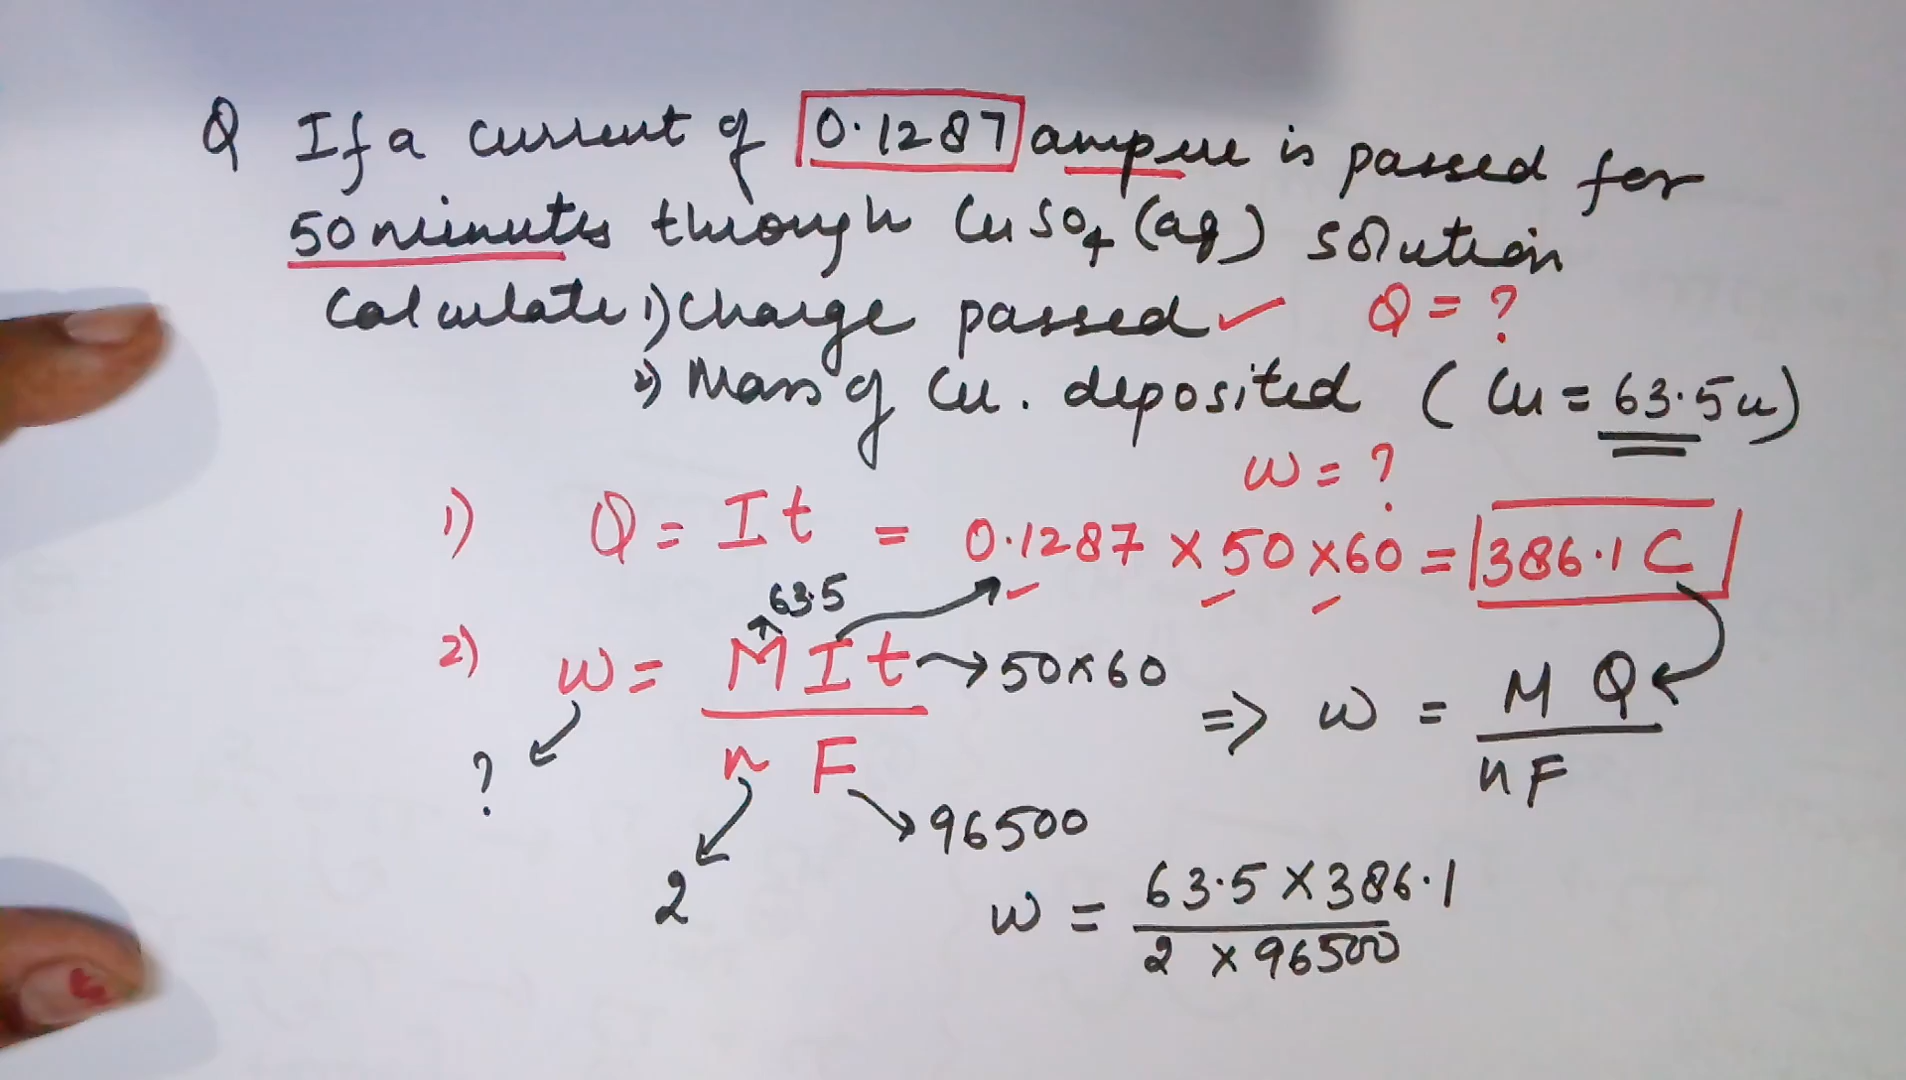 Q If a current of 0.1287 ampere is passed for
50 minutes through CuSO4 (aq) solution
Calculate 1) Charge passed ✓ Q = ?
2) Mass of Cu. deposited ( Cu = 63.5u)
w = ?
1) Q = It = 0.1287 × 50 × 60 = 386.1 C
63.5
2) w = MIt → 50×60
n F
? 2 → 96500
⇒ w = M Q
nF
w = 63.5 × 386.1
2 × 96500